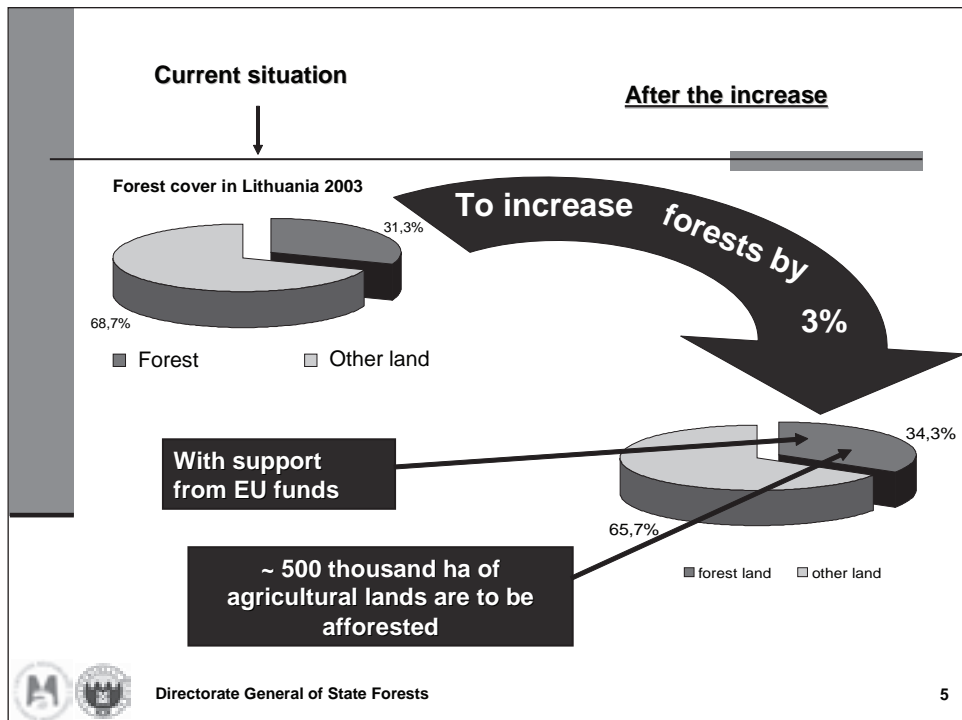 Current situation
After the increase
Forest cover in Lithuania 2003
31,3%
68,7%
Forest
Other land
To increase forests by
3%
34,3%
65,7%
forest land
other land
With support
from EU funds
~ 500 thousand ha of
agricultural lands are to be
afforested
Directorate General of State Forests
5